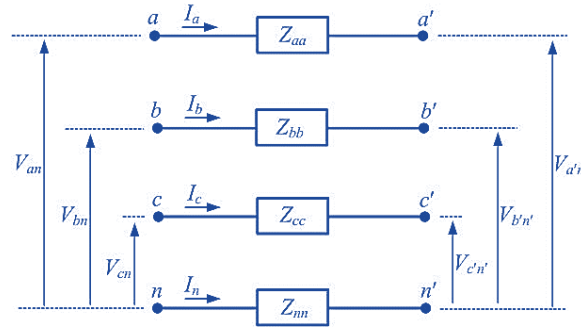 a I_a Z_aa a′
b I_b Z_bb b′
V_an V_bn c I_c Z_cc c′ V_b′n′ V_a′n
V_cn V_c′n′
n I_n Z_nn n′